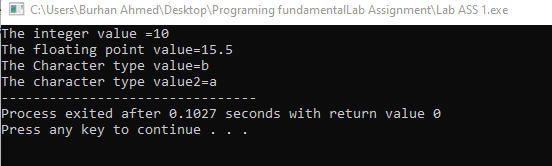 C:\Users\Burhan Ahmed\Desktop\Programing fundamentalLab Assignment\Lab ASS 1.exe
The integer value =10
The floating point value=15.5
The Character type value=b
The character type value2=a
--------------------------------
Process exited after 0.1027 seconds with return value 0
Press any key to continue . . .